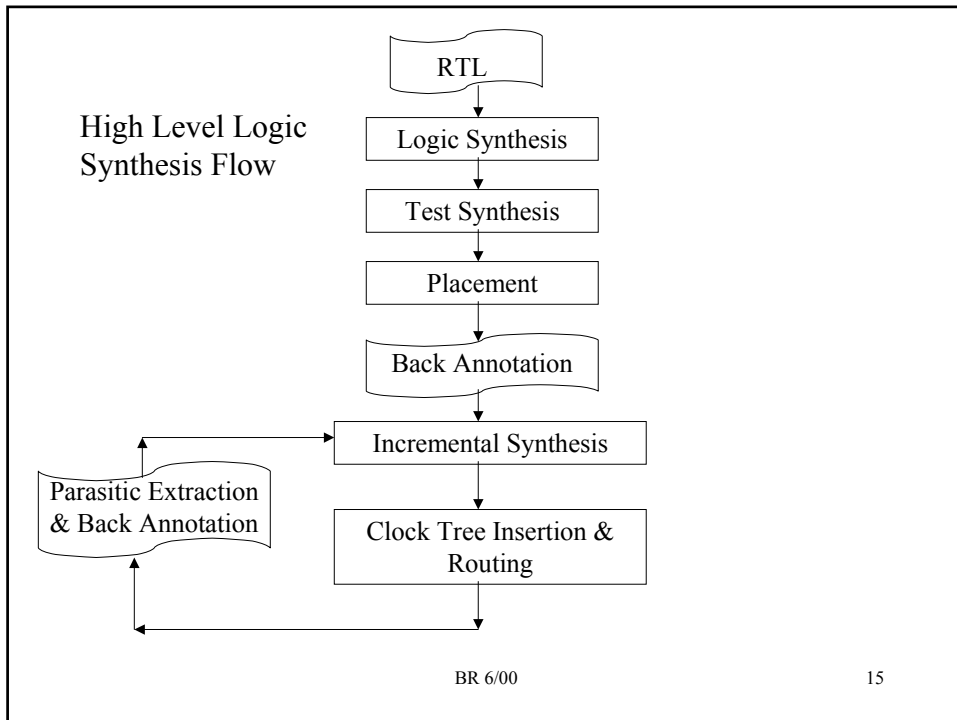 RTL
High Level Logic
Synthesis Flow
Logic Synthesis
Test Synthesis
Placement
Back Annotation
Incremental Synthesis
Parasitic Extraction
& Back Annotation
Clock Tree Insertion &
Routing
BR 6/00
15